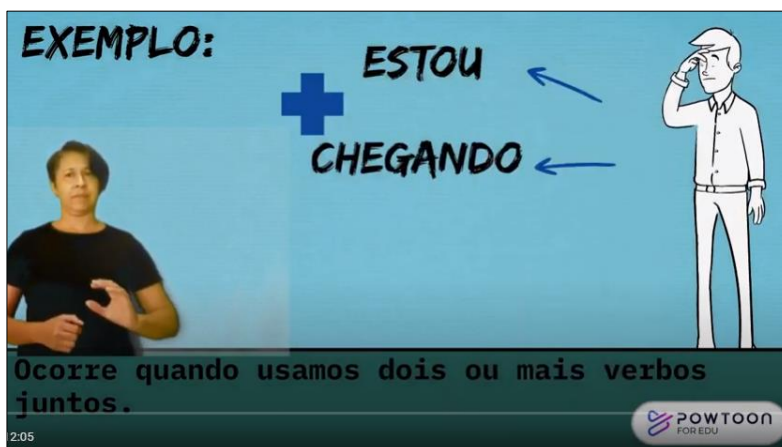 EXEMPLO:
ESTOU
CHEGANDO
Ocorre quando usamos dois ou mais verbos
juntos.
2:05
POWTOON
FOR EDU